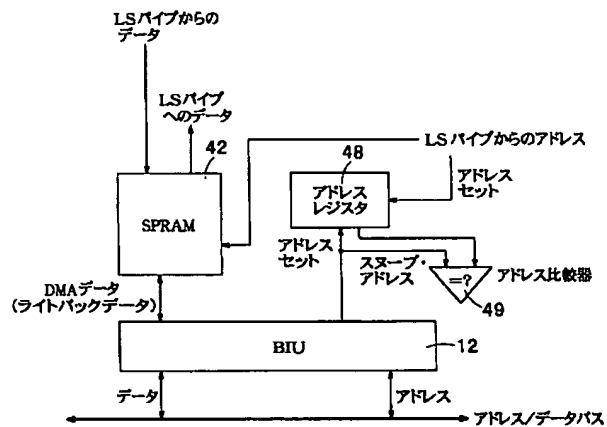 LSパイプからの
データ
LSパイプ
へのデータ
42
SPRAM
LSパイプからのアドレス
48
アドレス
レジスタ
アドレス
セット
アドレス
セット
スヌープ・
アドレス
=?
アドレス比較器
49
DMAデータ
(ライトバックデータ)
BIU
12
データ
アドレス
アドレス/データバス